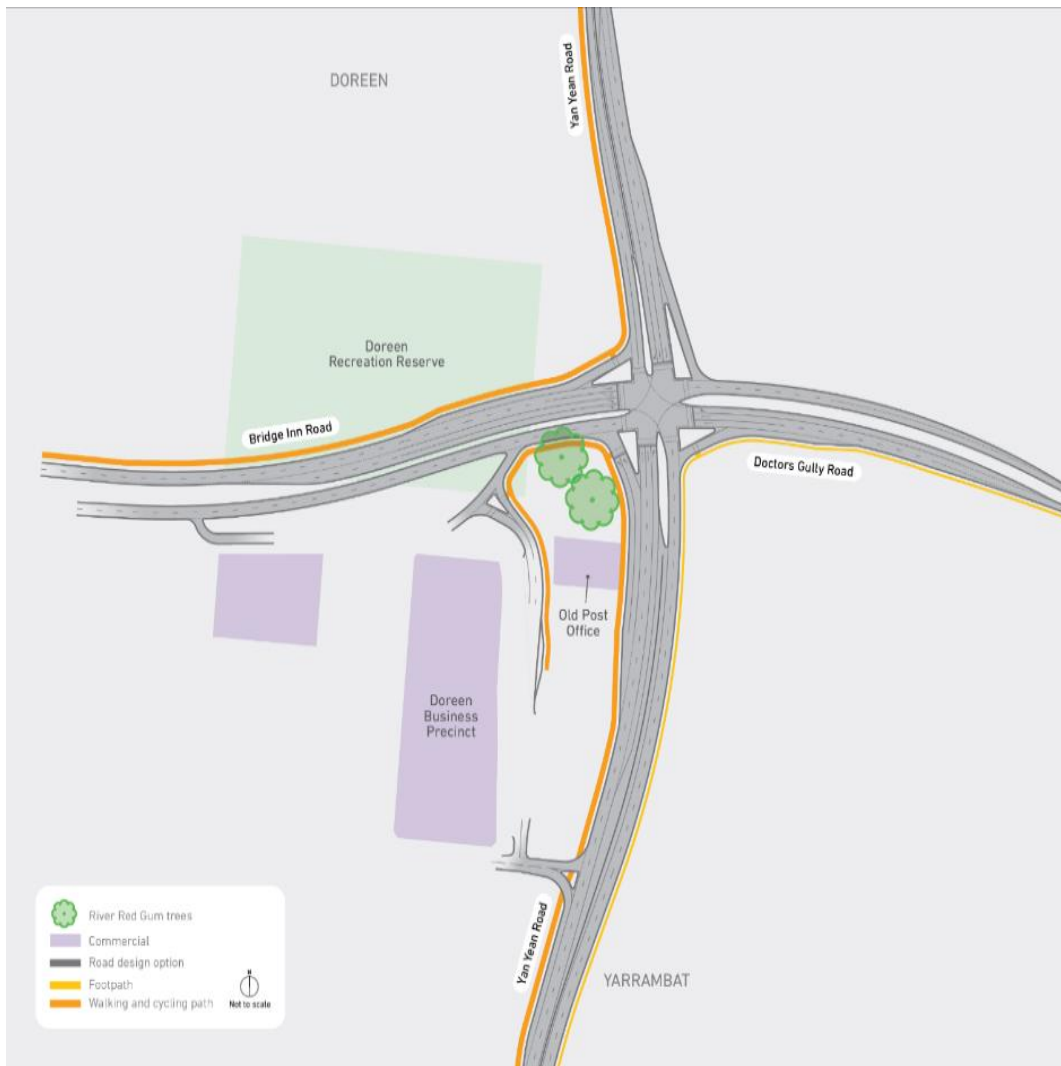 DOREEN
Yan Yean Road
Doreen
Recreation Reserve
Bridge Inn Road
Doctors Gully Road
Old Post
Office
Doreen
Business
Precinct
Yan Yean Road
YARRAMBAT
River Red Gum trees
Commercial
Road design option
Footpath
Walking and cycling path
N
Not to scale